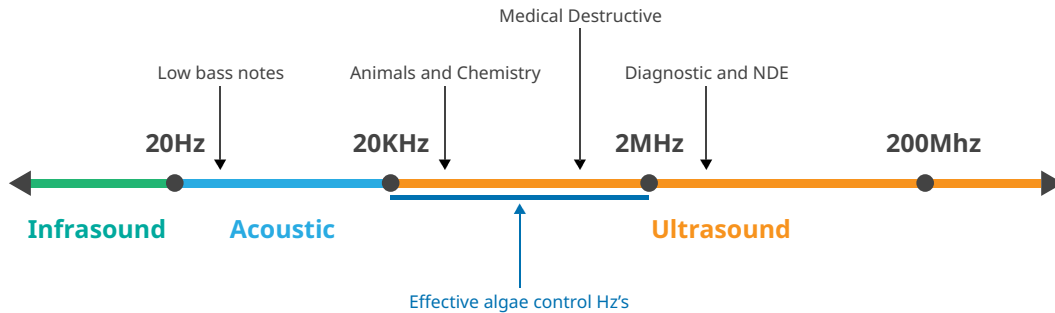 Medical Destructive
Low bass notes
Animals and Chemistry
Diagnostic and NDE
20Hz
20KHz
2MHz
200Mhz
Infrasound
Acoustic
Ultrasound
Effective algae control Hz's